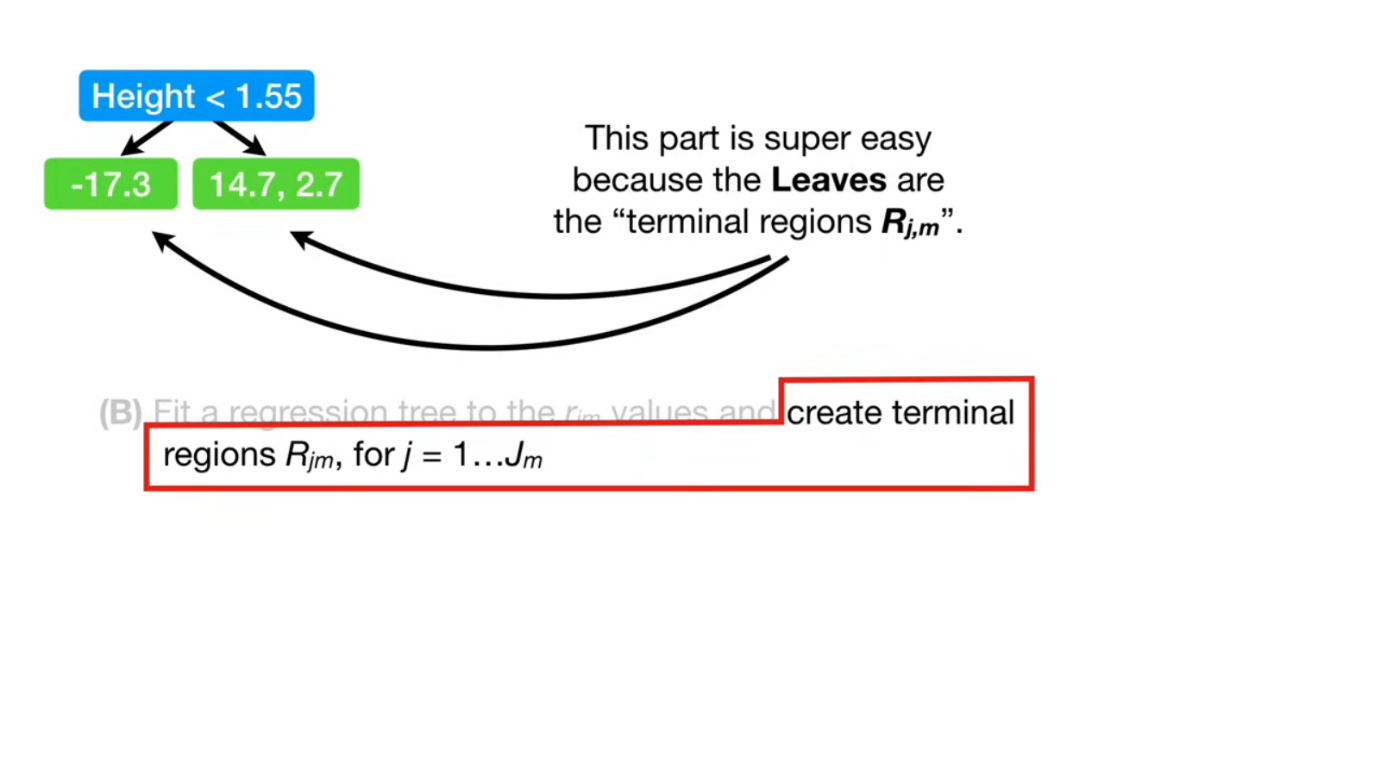 Height < 1.55
-17.3
14.7, 2.7
This part is super easy
because the Leaves are
the “terminal regions Rj,m”.
(B) Fit a regression tree to the rim values and create terminal
regions Rjm, for j = 1…Jm